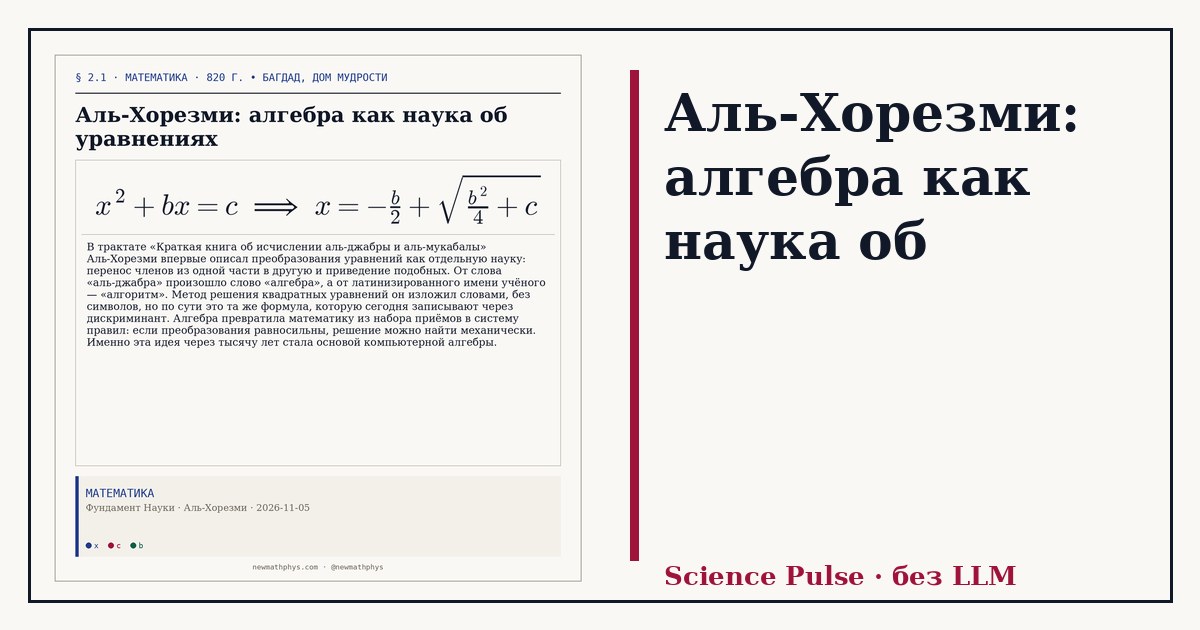 § 2.1 · МАТЕМАТИКА · 820 Г. • БАГДАД, ДОМ МУДРОСТИ
Аль-Хорезми: алгебра как наука об
уравнениях
x² + bx = c ⟹ x = −b/2 + √(b²/4 + c)
В трактате «Краткая книга об исчислении аль-джабры и аль-мукабалы»
Аль-Хорезми впервые описал преобразования уравнений как отдельную науку:
перенос членов из одной части в другую и приведение подобных. От слова
«аль-джабра» произошло слово «алгебра», а от латинизированного имени учёного
— «алгоритм». Метод решения квадратных уравнений он изложил словами, без
символов, но по сути это та же формула, которую сегодня записывают через
дискриминант. Алгебра превратила математику из набора приёмов в систему
правил: если преобразования равносильны, решение можно найти механически.
Именно эта идея через тысячу лет стала основой компьютерной алгебры.
МАТЕМАТИКА
Фундамент Науки · Аль-Хорезми · 2026-11-05
x c b
newmathphys.com · @newmathphys
Аль-Хорезми:
алгебра как
наука об
Science Pulse · без LLM